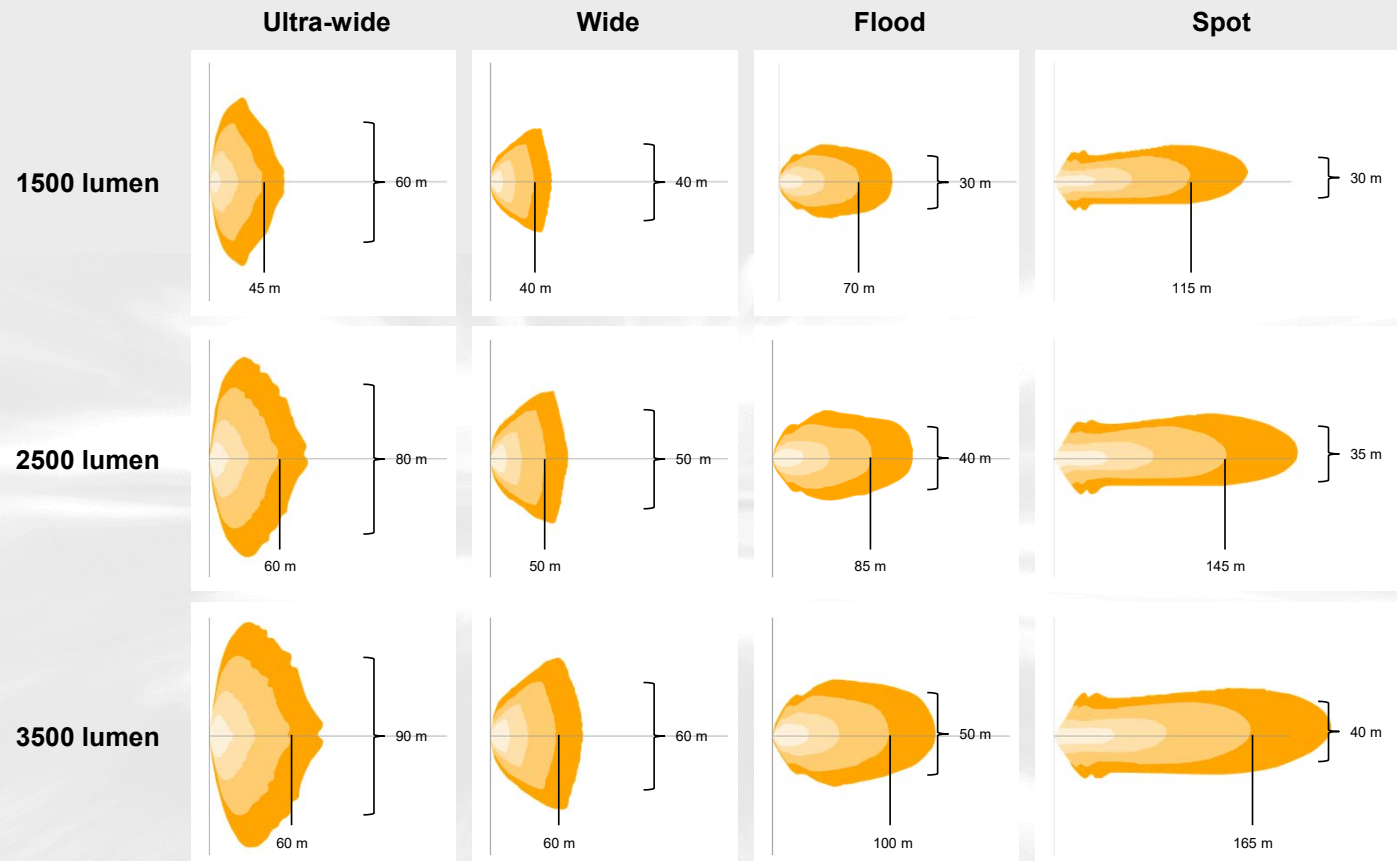 Ultra-wide Wide Flood Spot
1500 lumen
60 m 40 m 30 m 30 m
45 m 40 m 70 m 115 m
2500 lumen
80 m 50 m 40 m 35 m
60 m 50 m 85 m 145 m
3500 lumen
90 m 60 m 50 m 40 m
60 m 60 m 100 m 165 m